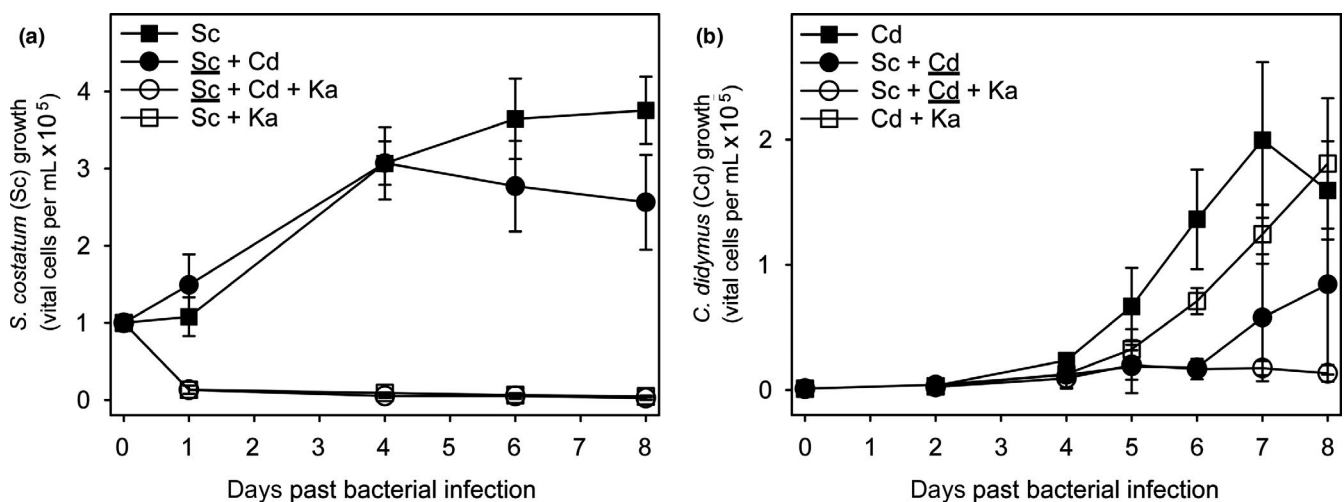 (a)
Sc
Sc + Cd
Sc + Cd + Ka
Sc + Ka
S. costatum (Sc) growth
(vital cells per mL x10⁵)
4
3
2
1
0
0 1 2 3 4 5 6 7 8
Days past bacterial infection
(b)
Cd
Sc + Cd
Sc + Cd + Ka
Cd + Ka
C. didymus (Cd) growth
(vital cells per mL x10⁵)
2
1
0
0 1 2 3 4 5 6 7 8
Days past bacterial infection